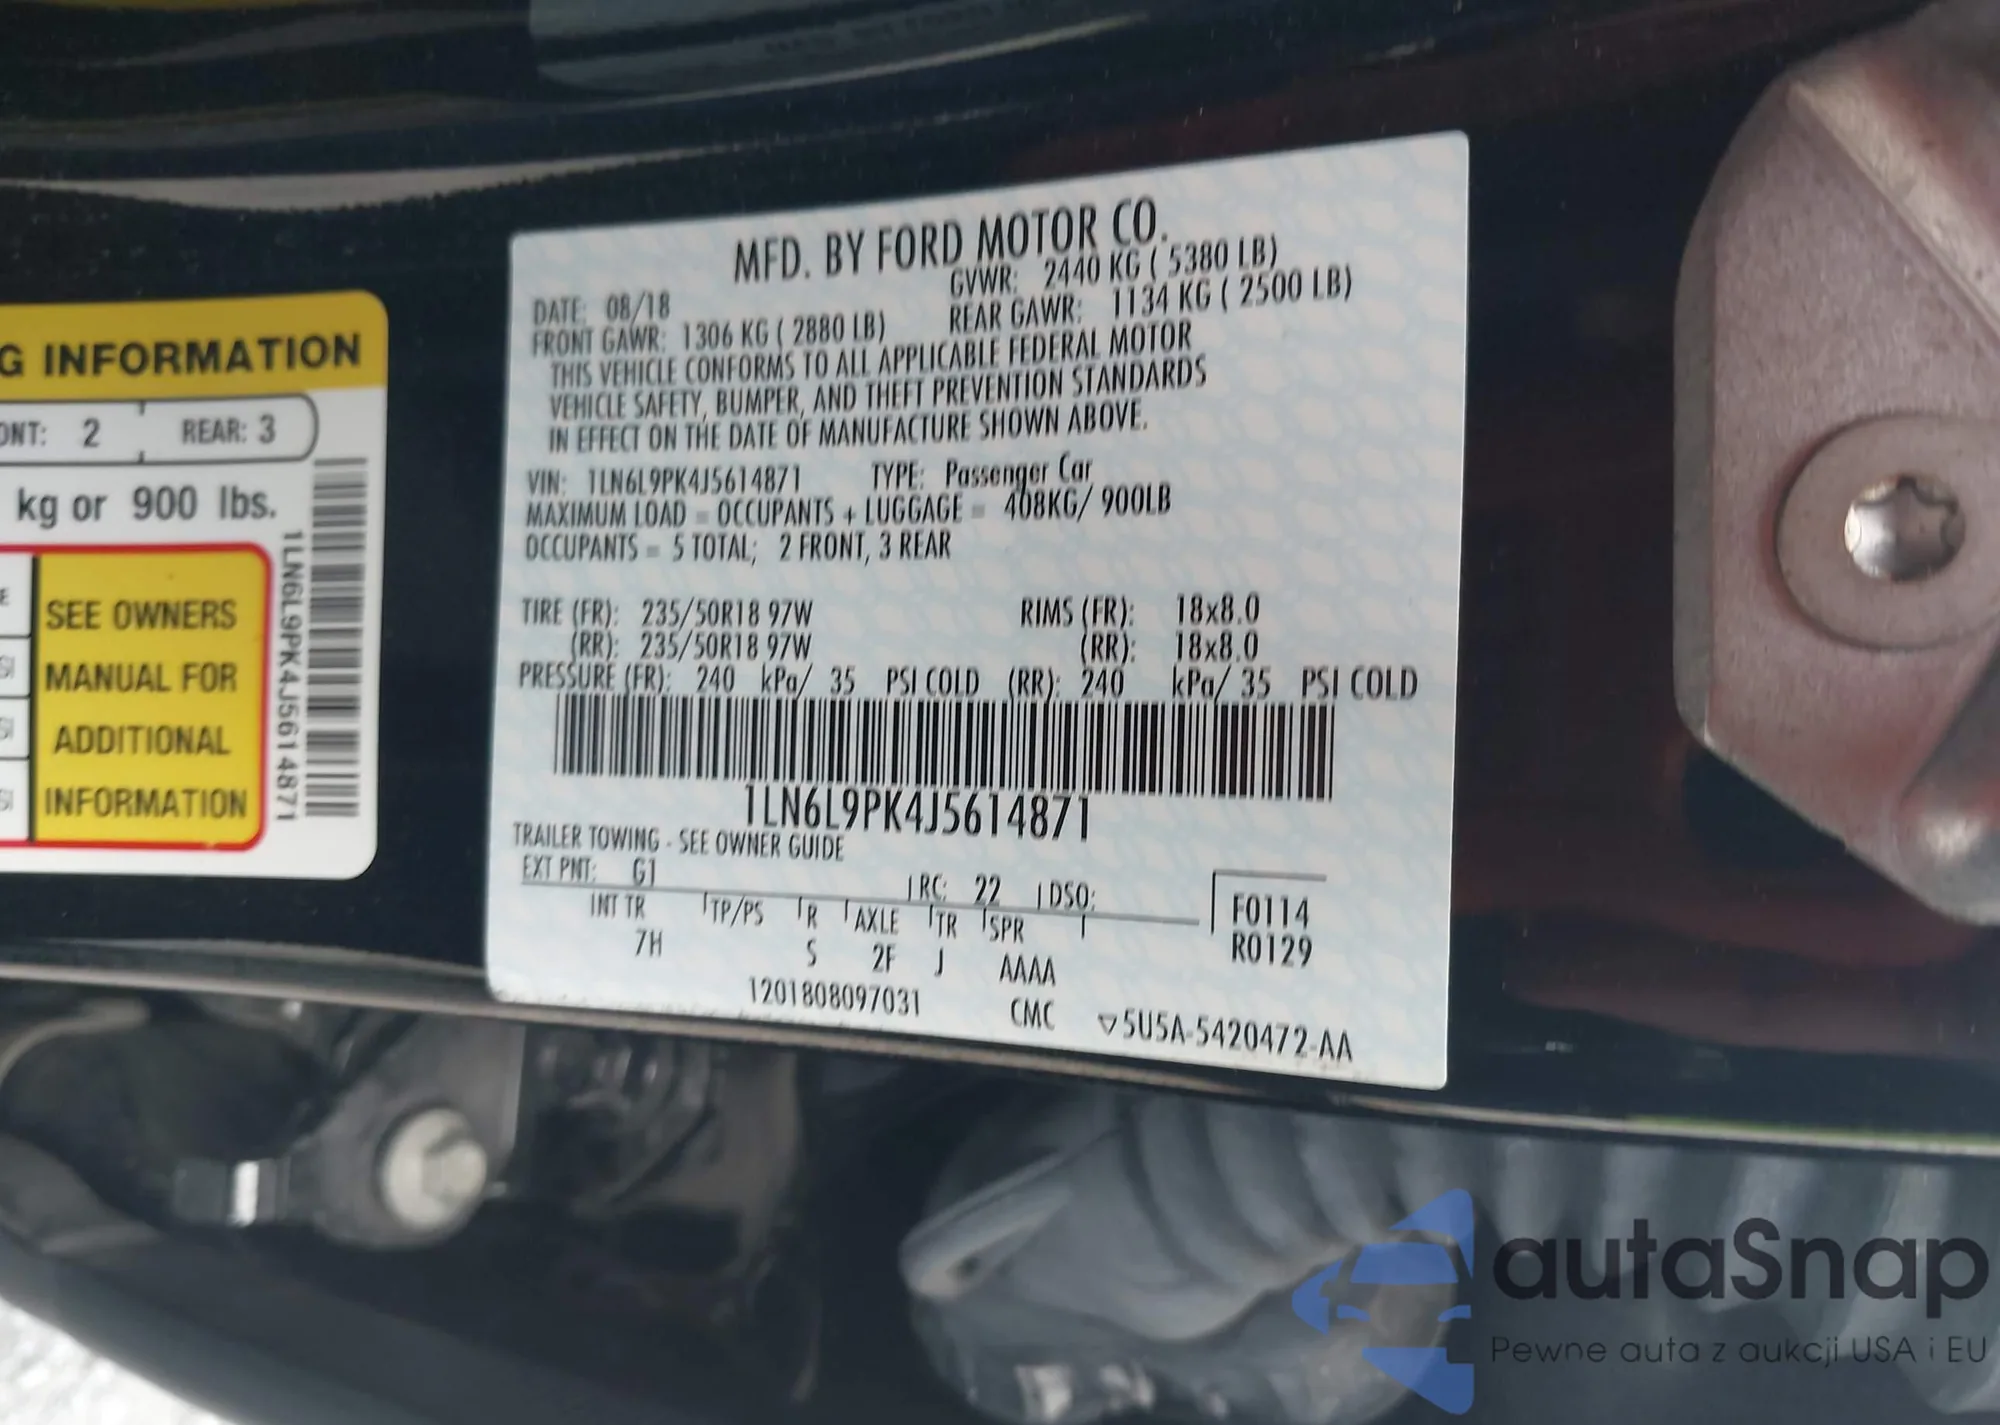 G INFORMATION
ONT: 2 REAR: 3
kg or 900 lbs.
SEE OWNERS
MANUAL FOR
ADDITIONAL
INFORMATION
1LN6L9PK4J5614871
MFD. BY FORD MOTOR CO.
DATE: 08/18 GVWR: 2440 KG ( 5380 LB)
FRONT GAWR: 1306 KG ( 2880 LB) REAR GAWR: 1134 KG ( 2500 LB)
THIS VEHICLE CONFORMS TO ALL APPLICABLE FEDERAL MOTOR
VEHICLE SAFETY, BUMPER, AND THEFT PREVENTION STANDARDS
IN EFFECT ON THE DATE OF MANUFACTURE SHOWN ABOVE.
VIN: 1LN6L9PK4J5614871 TYPE: Passenger Car
MAXIMUM LOAD = OCCUPANTS + LUGGAGE = 408KG/ 900LB
OCCUPANTS = 5 TOTAL; 2 FRONT, 3 REAR
TIRE (FR): 235/50R18 97W RIMS (FR): 18x8.0
(RR): 235/50R18 97W (RR): 18x8.0
PRESSURE (FR): 240 kPa/ 35 PSI COLD (RR): 240 kPa/ 35 PSI COLD
1LN6L9PK4J5614871
TRAILER TOWING - SEE OWNER GUIDE
EXT PNT: G1 RC: 22 DSO:
INT TR TP/PS R AXLE TR SPR
7H S 2F J AAAA
F0114
R0129
1201808097031 CMC ▽5U5A-5420472-AA
autaSnap
Pewne auta z aukcji USA i EU